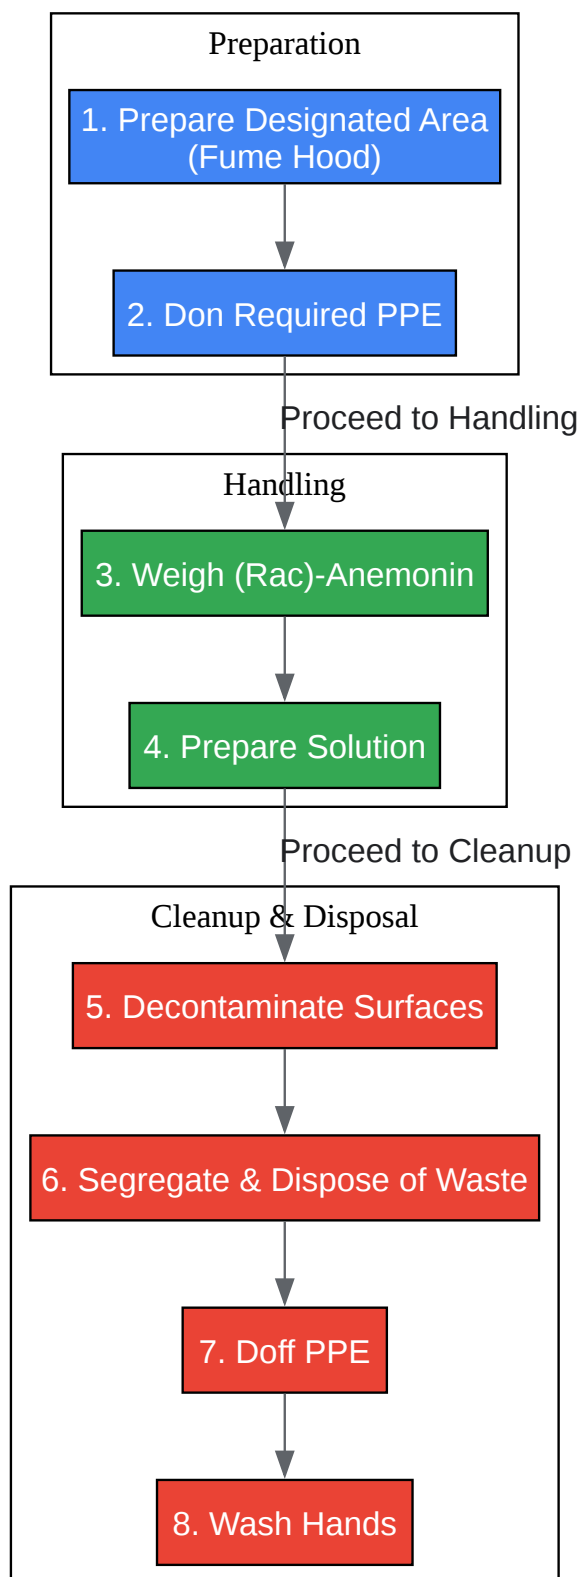 Preparation
1. Prepare Designated Area
(Fume Hood)
2. Don Required PPE
Proceed to Handling
Handling
3. Weigh (Rac)-Anemonin
4. Prepare Solution
Proceed to Cleanup
Cleanup & Disposal
5. Decontaminate Surfaces
6. Segregate & Dispose of Waste
7. Doff PPE
8. Wash Hands